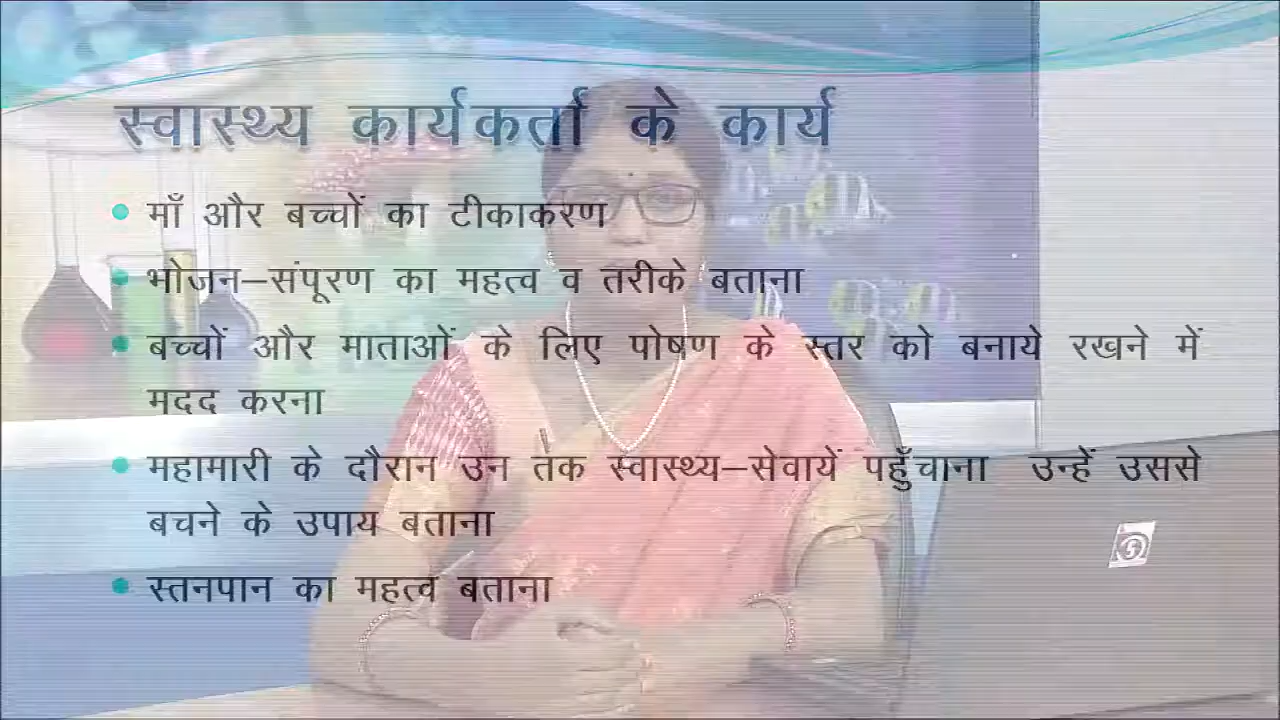 स्वास्थ्य कार्यकर्ता के कार्य
माँ और बच्चों का टीकाकरण
भोजन–संपूरण का महत्व व तरीके बताना
बच्चों और माताओं के लिए पोषण के स्तर को बनाये रखने में
मदद करना
महामारी के दौरान उन तक स्वास्थ्य–सेवायें पहुँचाना उन्हें उससे
बचने के उपाय बताना
स्तनपान का महत्व बताना